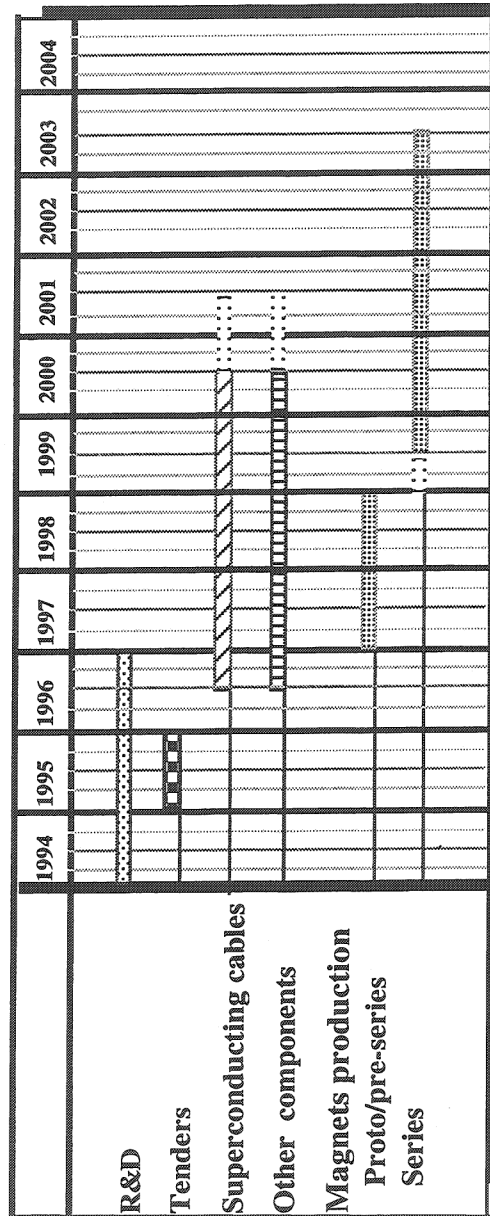 1994 1995 1996 1997 1998 1999 2000 2001 2002 2003 2004
R&D
Tenders
Superconducting cables
Other components
Magnets production
Proto/pre-series
Series